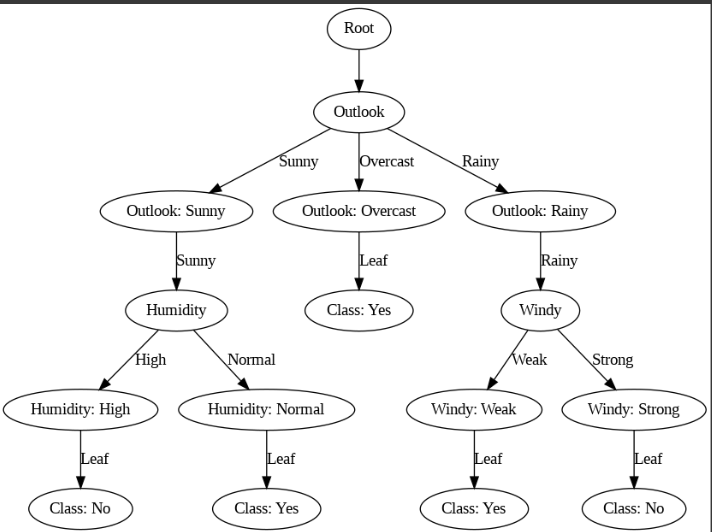 Root
Outlook
Sunny
Overcast
Rainy
Outlook: Sunny
Outlook: Overcast
Outlook: Rainy
Sunny
Leaf
Rainy
Humidity
Class: Yes
Windy
High
Normal
Weak
Strong
Humidity: High
Humidity: Normal
Windy: Weak
Windy: Strong
Leaf
Leaf
Leaf
Leaf
Class: No
Class: Yes
Class: Yes
Class: No